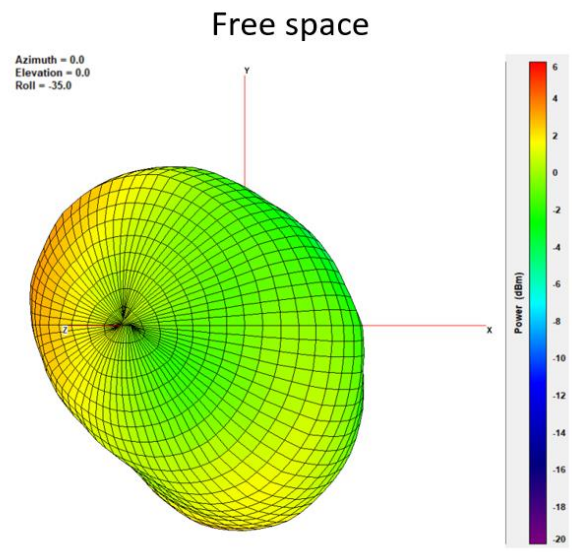 Free space
Azimuth = 0.0
Elevation = 0.0
Roll = -35.0
Y
Z
X
6
4
2
0
-2
-4
-6
-8
-10
-12
-14
-16
-18
-20
Power (dBm)